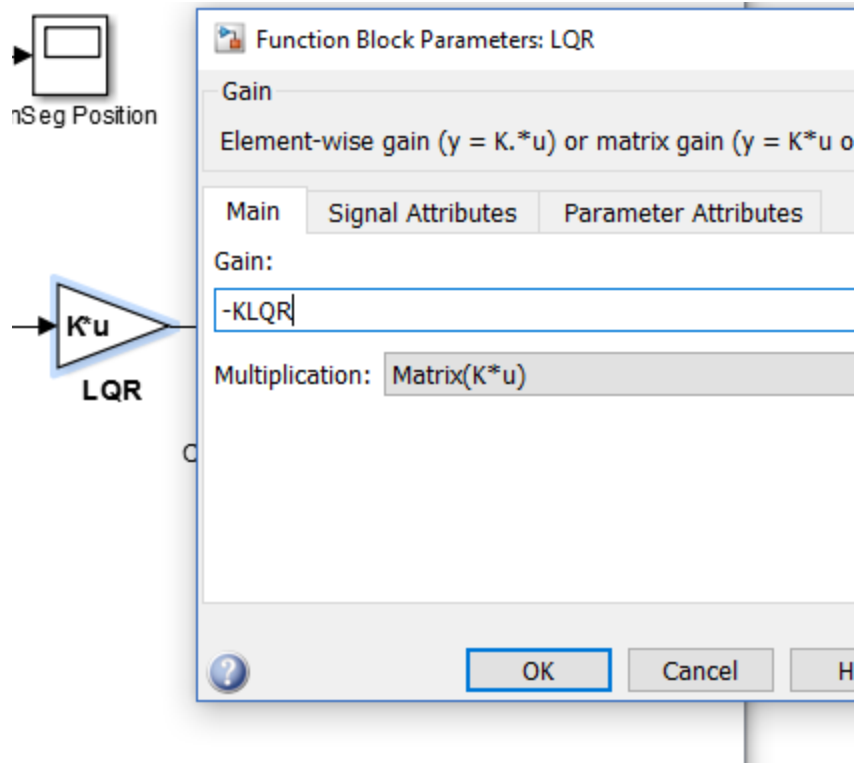 Function Block Parameters: LQR
Gain
Element-wise gain (y = K.*u) or matrix gain (y = K*u o
Main
Signal Attributes
Parameter Attributes
Gain:
-KLQR
Multiplication:
Matrix(K*u)
OK
Cancel
H
nSeg Position
K*u
LQR
C